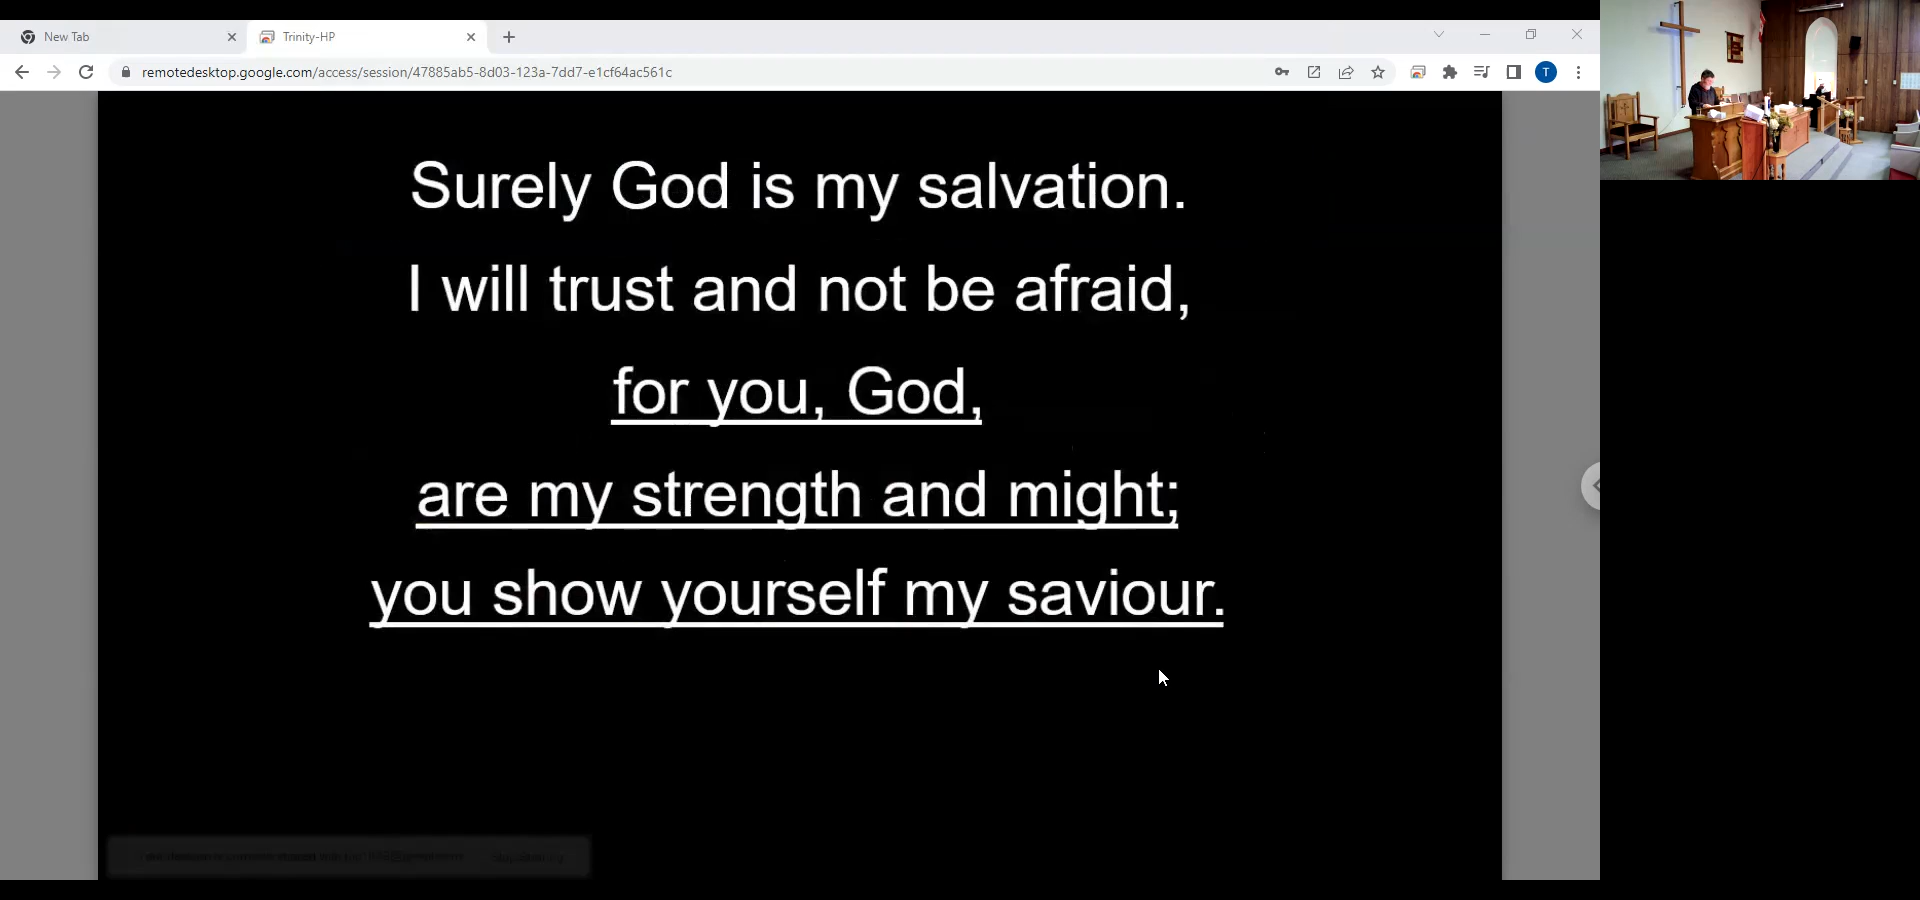 New Tab
Trinity-HP
remotedesktop.google.com/access/session/47885ab5-8d03-123a-7dd7-e1cf64ac561c
T
Surely God is my salvation.
I will trust and not be afraid,
for you, God,
are my strength and might;
you show yourself my saviour.